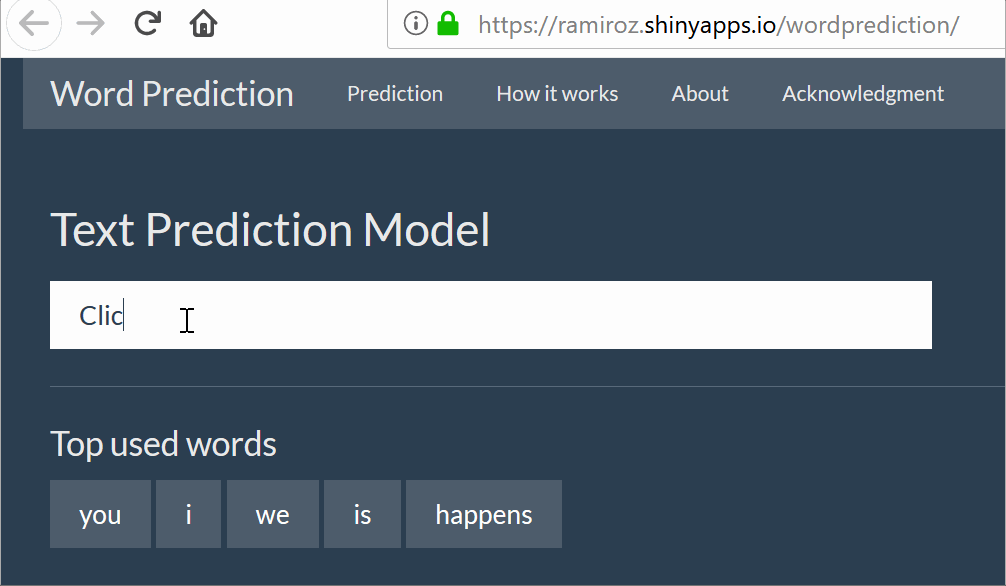 https://ramiroz.shinyapps.io/wordprediction/
Word Prediction Prediction How it works About Acknowledgment
Text Prediction Model
Clic
Top used words
you i we is happens